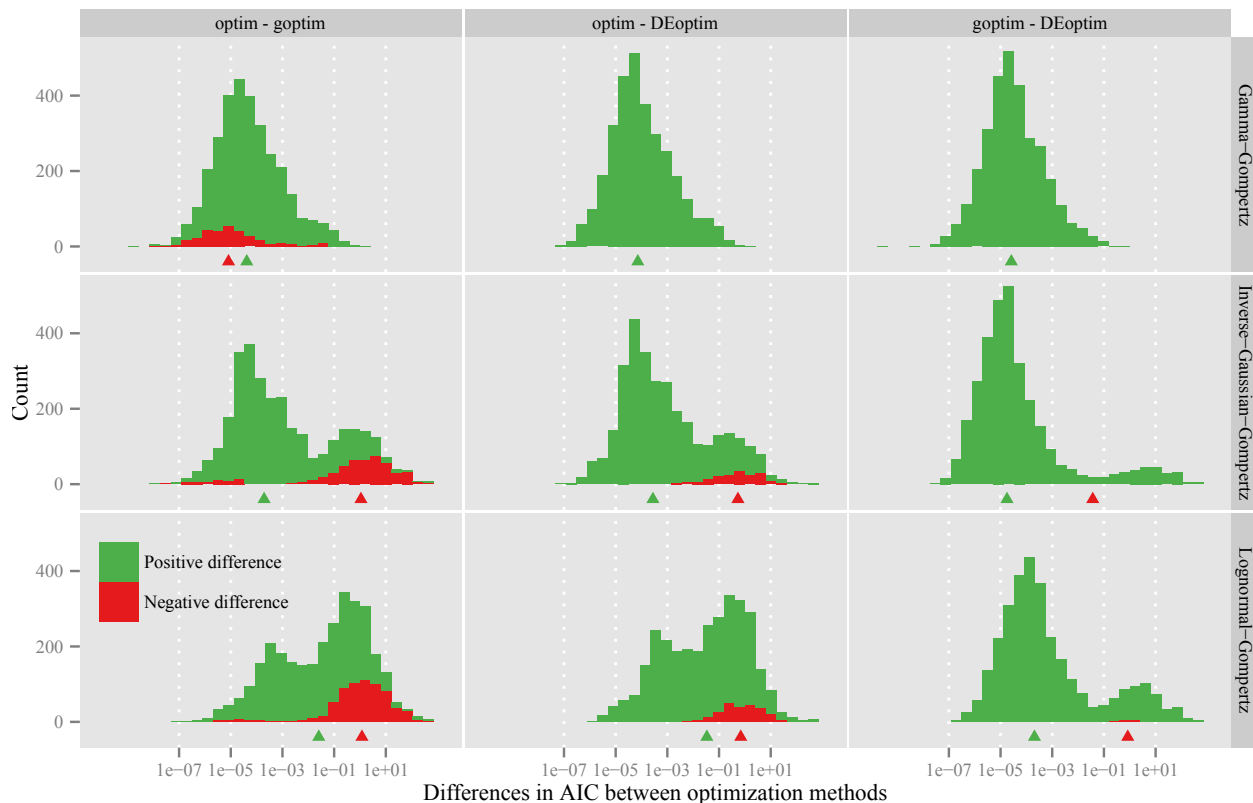 optim - goptim
optim - DEoptim
goptim - DEoptim
400
200
0
Gamma−Gompertz
400
200
0
Inverse−Gaussian−Gompertz
Count
400
200
0
Positive difference
Negative difference
Lognormal−Gompertz
1e−07 1e−05 1e−03 1e−01 1e+01
1e−07 1e−05 1e−03 1e−01 1e+01
1e−07 1e−05 1e−03 1e−01 1e+01
Differences in AIC between optimization methods